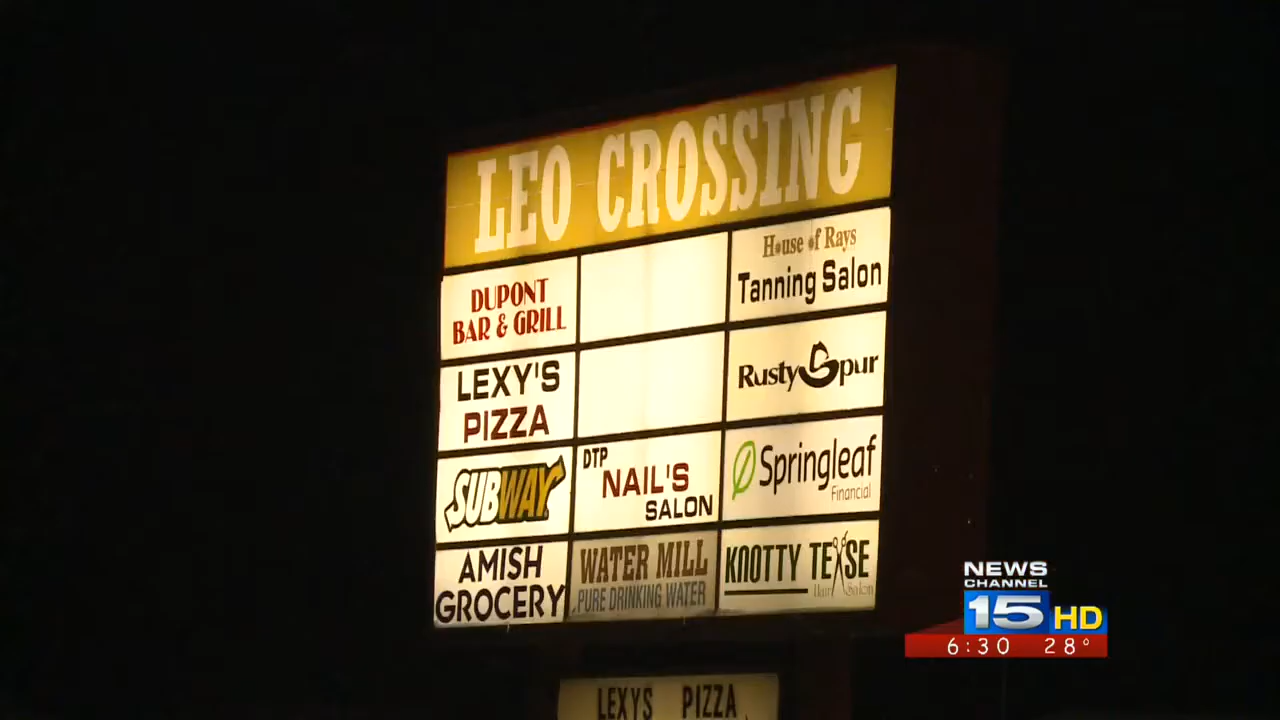 LEO CROSSING
DUPONT
BAR & GRILL
House of Rays
Tanning Salon
LEXY'S
PIZZA
Rusty Spur
SUBWAY
DTP
NAIL'S
SALON
Springleaf
Financial
AMISH
GROCERY
WATER MILL
PURE DRINKING WATER
KNOTTY TEASE
Hair Salon
LEXYS PIZZA
NEWS
CHANNEL
15 HD
6:30 28°